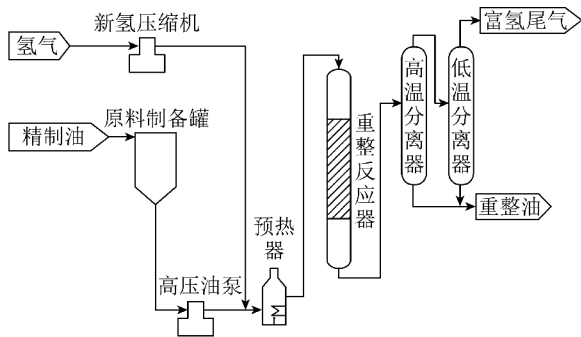 新氢压缩机
富氢尾气
氢气
原料制备罐
精制油
高温分离器
低温分离器
重整反应器
重整油
预热
器
高压油泵